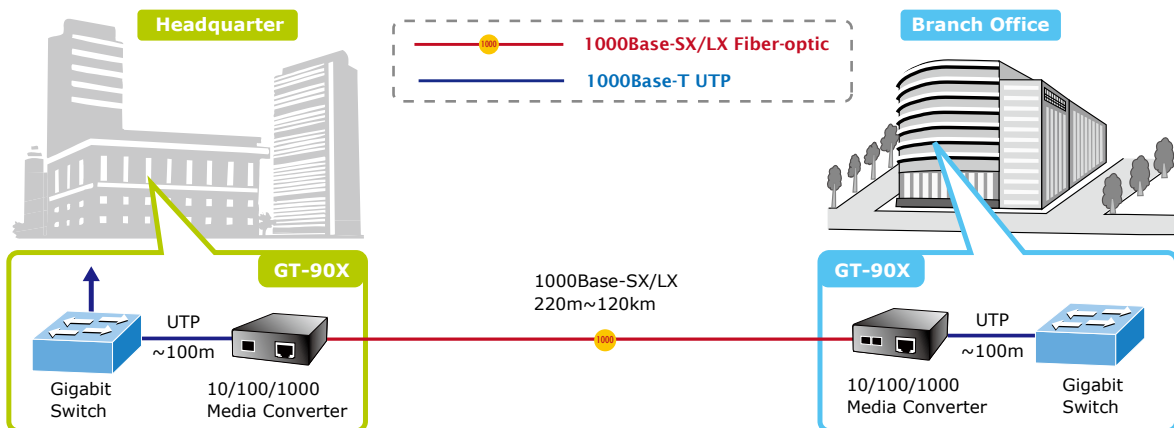 Headquarter
Branch Office
1000 1000Base-SX/LX Fiber-optic
1000Base-T UTP
GT-90X
GT-90X
1000Base-SX/LX
220m~120km
UTP
~100m
1000
UTP
~100m
Gigabit
Switch
10/100/1000
Media Converter
10/100/1000
Media Converter
Gigabit
Switch